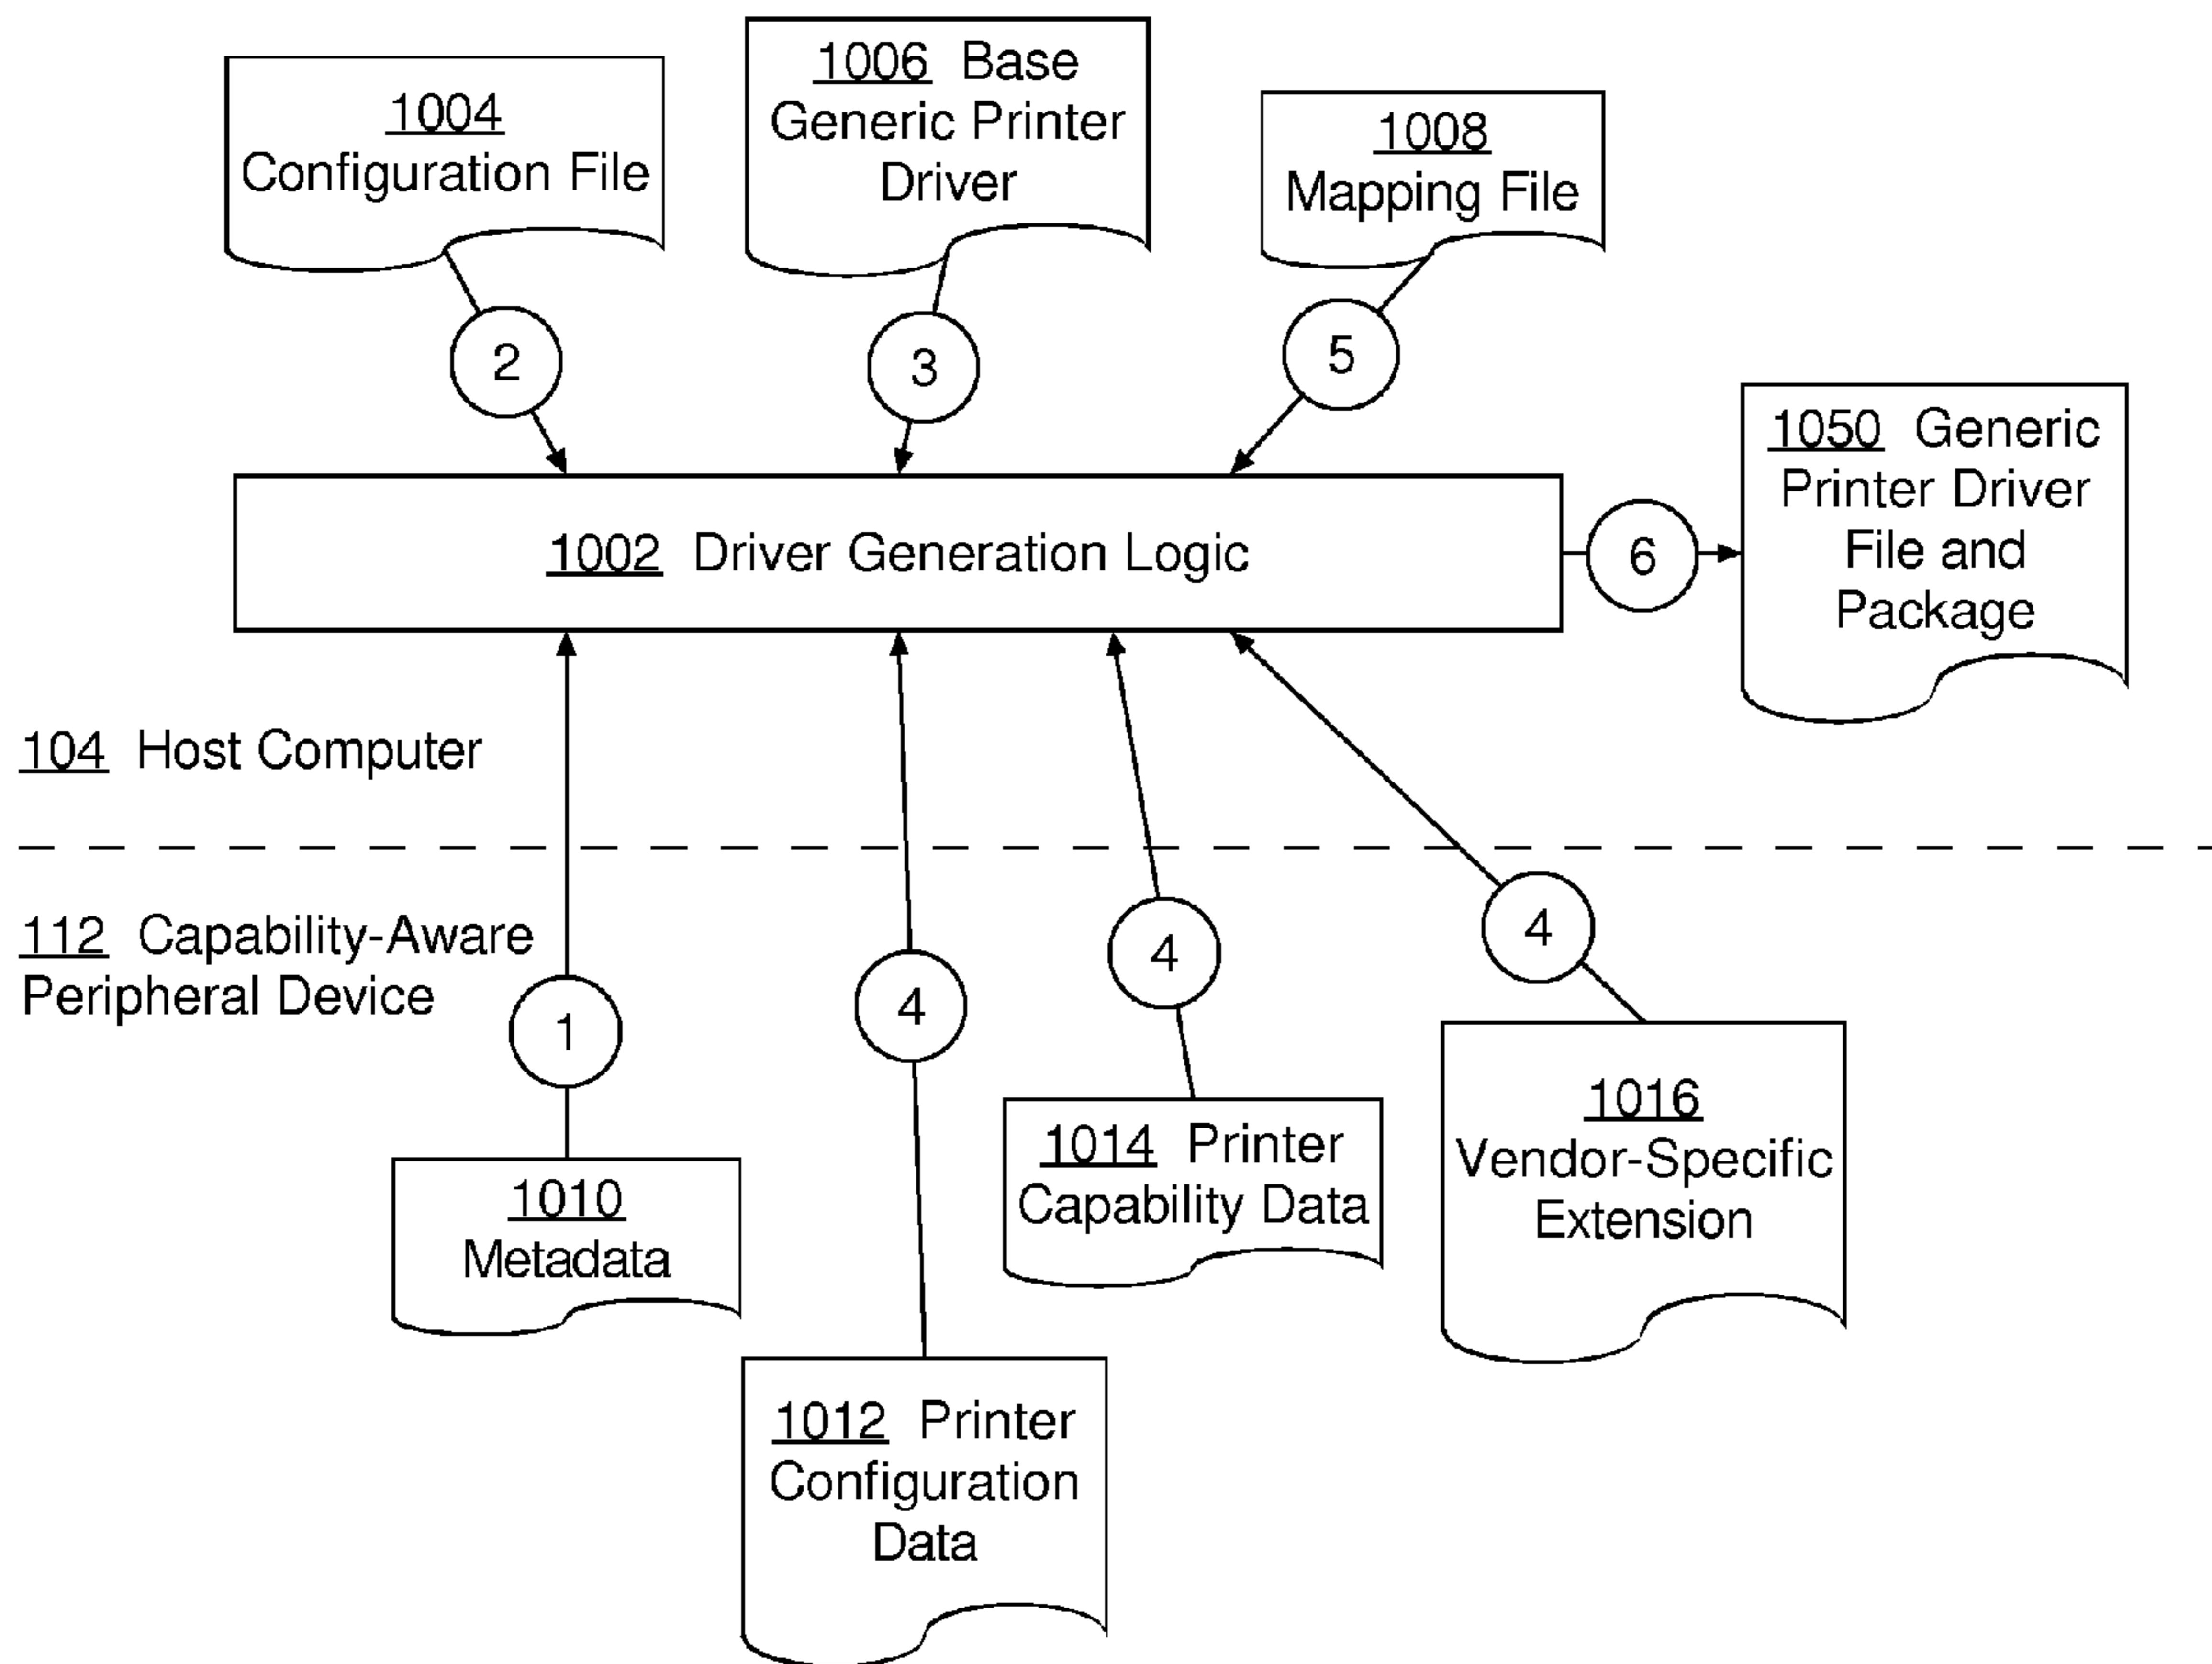 1004
Configuration File
1006 Base
Generic Printer
Driver
1008
Mapping File
2
3
5
1002 Driver Generation Logic
6
1050 Generic
Printer Driver
File and
Package
104 Host Computer
112 Capability-Aware
Peripheral Device
1
4
4
4
1010
Metadata
1012 Printer
Configuration
Data
1014 Printer
Capability Data
1016
Vendor-Specific
Extension